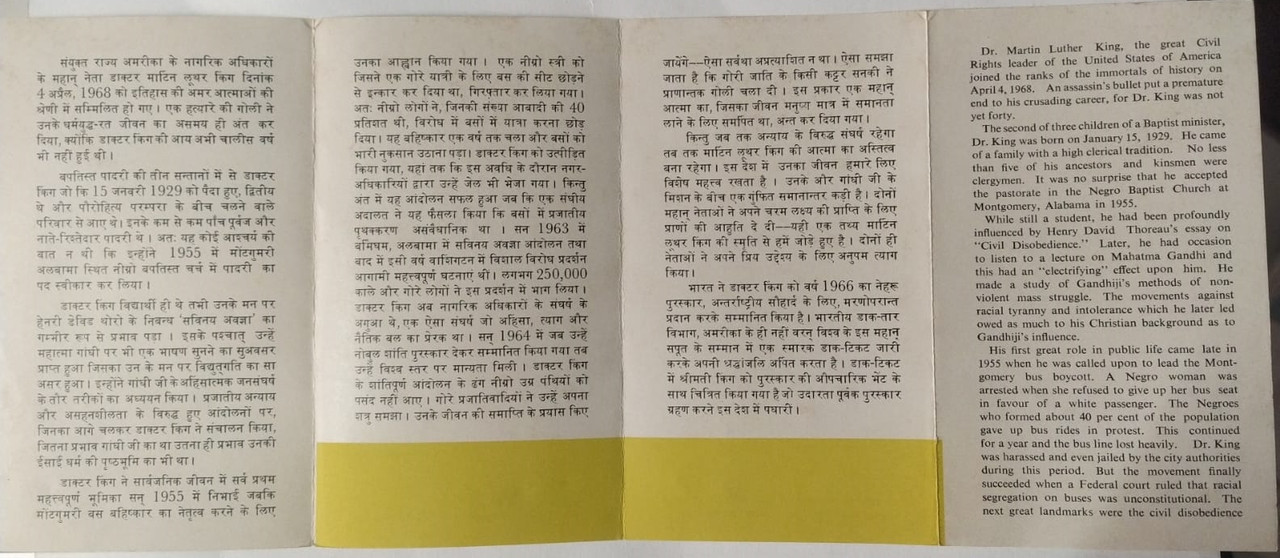 संयुक्त राज्य अमरीका के नागरिक अधिकारों
के महान् नेता डाक्टर मार्टिन लूथर किंग दिनांक
4 अप्रैल, 1968 को इतिहास की अमर आत्माओं की
श्रेणी में सम्मिलित हो गए । एक हत्यारे की गोली ने
उनके धर्मयुद्ध-रत जीवन का असमय ही अंत कर
दिया, क्योंकि डाक्टर किंग की आयु अभी चालीस वर्ष
भी नहीं हुई थी ।
बपतिस्त पादरी की तीन सन्तानों में से डाक्टर
किंग जो कि 15 जनवरी 1929 को पैदा हुए, द्वितीय
थे और पौरोहित्य परम्परा के बीच चलने वाले
परिवार से आए थे। इनके कम से कम पाँच पूर्वज और
नाते-रिश्तेदार पादरी थे । अतः यह कोई आश्चर्य की
बात न थी कि इन्होंने 1955 में मोंटगुमरी
अलबामा स्थित नीग्रो बपतिस्त चर्च में पादरी का
पद स्वीकार कर लिया ।
डाक्टर किंग विद्यार्थी ही थे तभी उनके मन पर
हेनरी डेविड थोरो के निबन्ध 'सविनय अवज्ञा' का
गम्भीर रूप से प्रभाव पड़ा । इसके पश्चात् उन्हें
महात्मा गांधी पर भी एक भाषण सुनने का सुअवसर
प्राप्त हुआ जिसका उन के मन पर विद्युतगति का सा
असर हुआ । इन्होंने गांधी जी के अहिंसात्मक जनसंघर्ष
के तौर तरीकों का अध्ययन किया । प्रजातीय अन्याय
और असहनशीलता के विरुद्ध हुए आंदोलनों पर,
जिनका आगे चलकर डाक्टर किंग ने संचालन किया,
जितना प्रभाव गांधी जी का था उतना ही प्रभाव उनकी
ईसाई धर्म की पृष्ठभूमि का भी था ।
डाक्टर किंग ने सार्वजनिक जीवन में सर्व प्रथम
महत्त्वपूर्ण भूमिका सन् 1955 में निभाई जबकि
मोंटगुमरी बस बहिष्कार का नेतृत्व करने के लिए
उनका आह्वान किया गया । एक नीग्रो स्त्री को
जिसने एक गोरे यात्री के लिए बस की सीट छोड़ने
से इन्कार कर दिया था, गिरफ्तार कर लिया गया ।
अतः नीग्रो लोगों ने, जिनकी संख्या आबादी की 40
प्रतिशत थी, विरोध में बसों में यात्रा करना छोड़
दिया । यह बहिष्कार एक वर्ष तक चला और बसों को
भारी नुकसान उठाना पड़ा। डाक्टर किंग को उत्पीड़ित
किया गया, यहां तक कि इस अवधि के दौरान नगर-
अधिकारियों द्वारा उन्हें जेल भी भेजा गया । किन्तु
अंत में यह आंदोलन सफल हुआ जब कि एक संघीय
अदालत ने यह फैसला किया कि बसों में प्रजातीय
पृथक्करण असंवैधानिक था । सन् 1963 में
बर्मिंघम, अलबामा में सविनय अवज्ञा आंदोलन तथा
बाद में इसी वर्ष वाशिंगटन में विशाल विरोध प्रदर्शन
आगामी महत्त्वपूर्ण घटनाएं थीं । लगभग 250,000
काले और गोरे लोगों ने इस प्रदर्शन में भाग लिया ।
डाक्टर किंग अब नागरिक अधिकारों के संघर्ष के
अगुआ थे, एक ऐसा संघर्ष जो अहिंसा, त्याग और
नैतिक बल का प्रेरक था । सन् 1964 में जब उन्हें
नोबुल शांति पुरस्कार देकर सम्मानित किया गया तब
उन्हें विश्व स्तर पर मान्यता मिली । डाक्टर किंग
के शांतिपूर्ण आंदोलन के ढंग नीग्रो उग्र पंथियों को
पसंद नहीं आए । गोरे प्रजातिवादियों ने उन्हें अपना
शत्रु समझा । उनके जीवन की समाप्ति के प्रयास किए
जायेंगे—ऐसा सर्वथा अप्रत्याशित न था । ऐसा समझा
जाता है कि गोरी जाति के किसी कट्टर सनकी ने
प्राणान्तक गोली चला दी । इस प्रकार एक महान्
आत्मा का, जिसका जीवन मनुष्य मात्र में समानता
लाने के लिए समर्पित था, अन्त कर दिया गया ।
किन्तु जब तक अन्याय के विरुद्ध संघर्ष रहेगा
तब तक मार्टिन लूथर किंग की आत्मा का अस्तित्व
बना रहेगा । इस देश में उनका जीवन हमारे लिए
विशेष महत्त्व रखता है । उनके और गांधी जी के
मिशन के बीच एक गुंफित समानान्तर कड़ी है । दोनों
महान् नेताओं ने अपने चरम लक्ष्य की प्राप्ति के लिए
प्राणों की आहुति दे दी—यही एक तथ्य मार्टिन
लूथर किंग की स्मृति से हमें जोड़े हुए है । दोनों ही
नेताओं ने अपने प्रिय उद्देश्य के लिए अनुपम त्याग
किया ।
भारत ने डाक्टर किंग को वर्ष 1966 का नेहरू
पुरस्कार, अन्तर्राष्ट्रीय सौहार्द के लिए, मरणोपरान्त
प्रदान करके सम्मानित किया है । भारतीय डाक-तार
विभाग, अमरीका के ही नहीं वरन् विश्व के इस महान्
सपूत के सम्मान में एक स्मारक डाक-टिकट जारी
करके अपनी श्रद्धांजलि अर्पित करता है । डाक-टिकट
में श्रीमती किंग को पुरस्कार की औपचारिक भेंट के
साथ चित्रित किया गया है जो उदारता पूर्वक पुरस्कार
ग्रहण करने इस देश में पधारीं ।
Dr. Martin Luther King, the great Civil
Rights leader of the United States of America
joined the ranks of the immortals of history on
April 4, 1968. An assassin's bullet put a premature
end to his crusading career, for Dr. King was not
yet forty.
The second of three children of a Baptist minister,
Dr. King was born on January 15, 1929. He came
of a family with a high clerical tradition. No less
than five of his ancestors and kinsmen were
clergymen. It was no surprise that he accepted
the pastorate in the Negro Baptist Church at
Montgomery, Alabama in 1955.
While still a student, he had been profoundly
influenced by Henry David Thoreau's essay on
"Civil Disobedience." Later, he had occasion
to listen to a lecture on Mahatma Gandhi and
this had an "electrifying" effect upon him. He
made a study of Gandhiji's methods of non-
violent mass struggle. The movements against
racial tyranny and intolerance which he later led
owed as much to his Christian background as to
Gandhiji's influence.
His first great role in public life came late in
1955 when he was called upon to lead the Mont-
gomery bus boycott. A Negro woman was
arrested when she refused to give up her bus seat
in favour of a white passenger. The Negroes
who formed about 40 per cent of the population
gave up bus rides in protest. This continued
for a year and the bus line lost heavily. Dr. King
was harassed and even jailed by the city authorities
during this period. But the movement finally
succeeded when a Federal court ruled that racial
segregation on buses was unconstitutional. The
next great landmarks were the civil disobedience